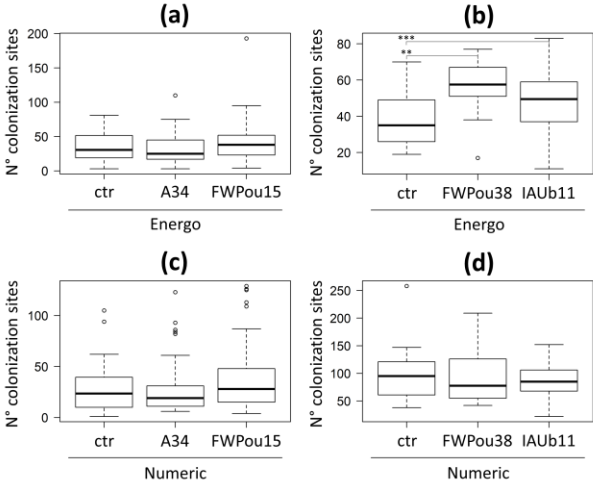 (a)
N° colonization sites
200
150
100
50
0
ctr A34 FWPou15
Energo
(b)
N° colonization sites
80
60
40
20
***
**
ctr FWPou38 IAUb11
Energo
(c)
N° colonization sites
100
50
0
ctr A34 FWPou15
Numeric
(d)
N° colonization sites
250
200
150
100
50
ctr FWPou38 IAUb11
Numeric